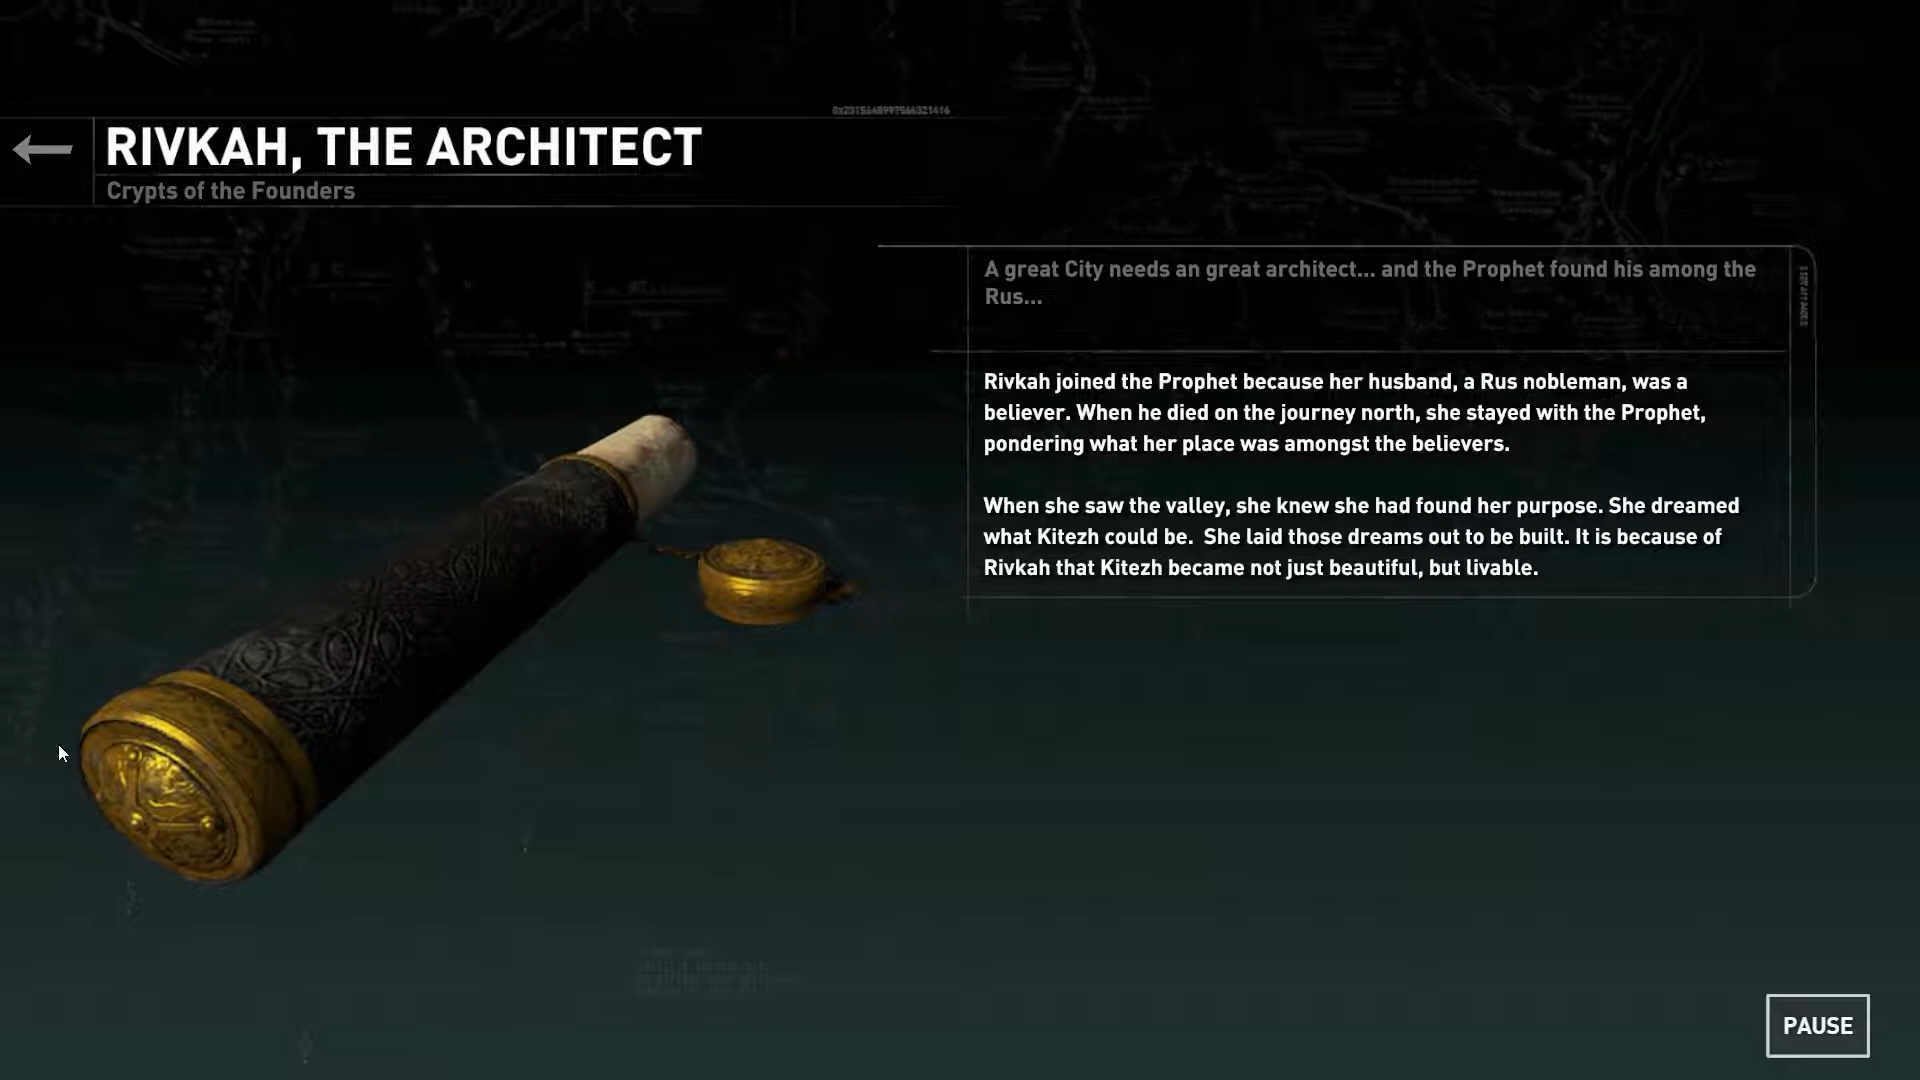 RIVKAH, THE ARCHITECT
Crypts of the Founders
A great City needs an great architect... and the Prophet found his among the
Rus...
Rivkah joined the Prophet because her husband, a Rus nobleman, was a
believer. When he died on the journey north, she stayed with the Prophet,
pondering what her place was amongst the believers.
When she saw the valley, she knew she had found her purpose. She dreamed
what Kitezh could be.  She laid those dreams out to be built. It is because of
Rivkah that Kitezh became not just beautiful, but livable.
PAUSE